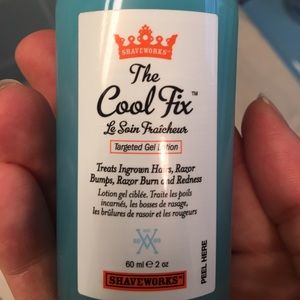 SHAVEWORKS
The
Cool Fix™
Le Soin Fraîcheur
Targeted Gel Lotion
Treats Ingrown Hairs, Razor
Bumps, Razor Burn and Redness
Lotion gel ciblée. Traite les poils
incarnés, les bosses de rasage,
les brûlures de rasoir et les rougeurs
60 ml e 2 oz
SHAVEWORKS™
PEEL HERE